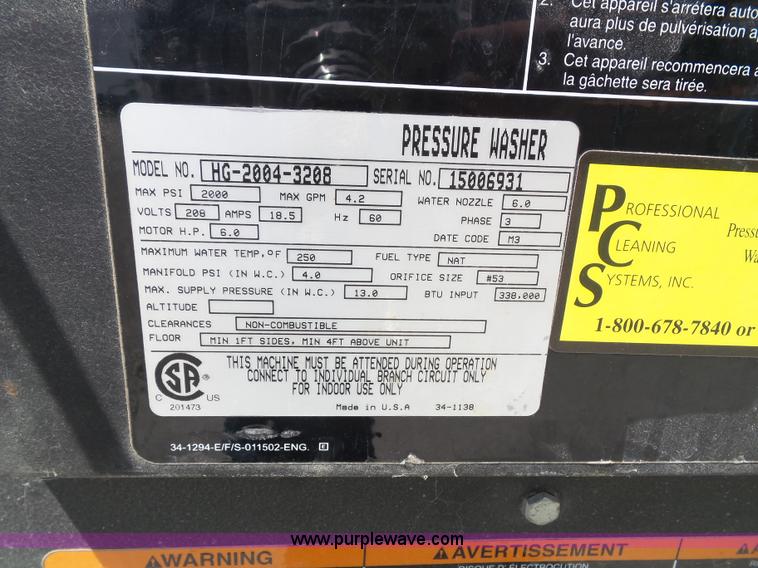 2. Cet appareil s'arrêtera auto
aura plus de pulvérisation
l'avance.
3. Cet appareil recommencera
la gâchette sera tirée.
PRESSURE WASHER
MODEL NO. HG-2004-3208 SERIAL NO. 15006931
MAX PSI 2000 MAX GPM 4.2 WATER NOZZLE 6.0
VOLTS 208 AMPS 18.5 Hz 60 PHASE 3
MOTOR H.P. 6.0 DATE CODE M3
MAXIMUM WATER TEMP,°F 250 FUEL TYPE NAT
MANIFOLD PSI (IN W.C.) 4.0 ORIFICE SIZE #53
MAX. SUPPLY PRESSURE (IN W.C.) 13.0 BTU INPUT 338,000
ALTITUDE
CLEARANCES NON-COMBUSTIBLE
FLOOR MIN 1FT SIDES, MIN 4FT ABOVE UNIT
THIS MACHINE MUST BE ATTENDED DURING OPERATION
CONNECT TO INDIVIDUAL BRANCH CIRCUIT ONLY
FOR INDOOR USE ONLY
C SA ® US
201473
Made in U.S.A 34-1138
34-1294-E/F/S-011502-ENG. E
PROFESSIONAL
CLEANING
SYSTEMS, INC.
Pressu
Wa
1-800-678-7840 or
www.purplewave.com
WARNING
AVERTISSEMENT
RISQUE D'ÉLECTROCUTION